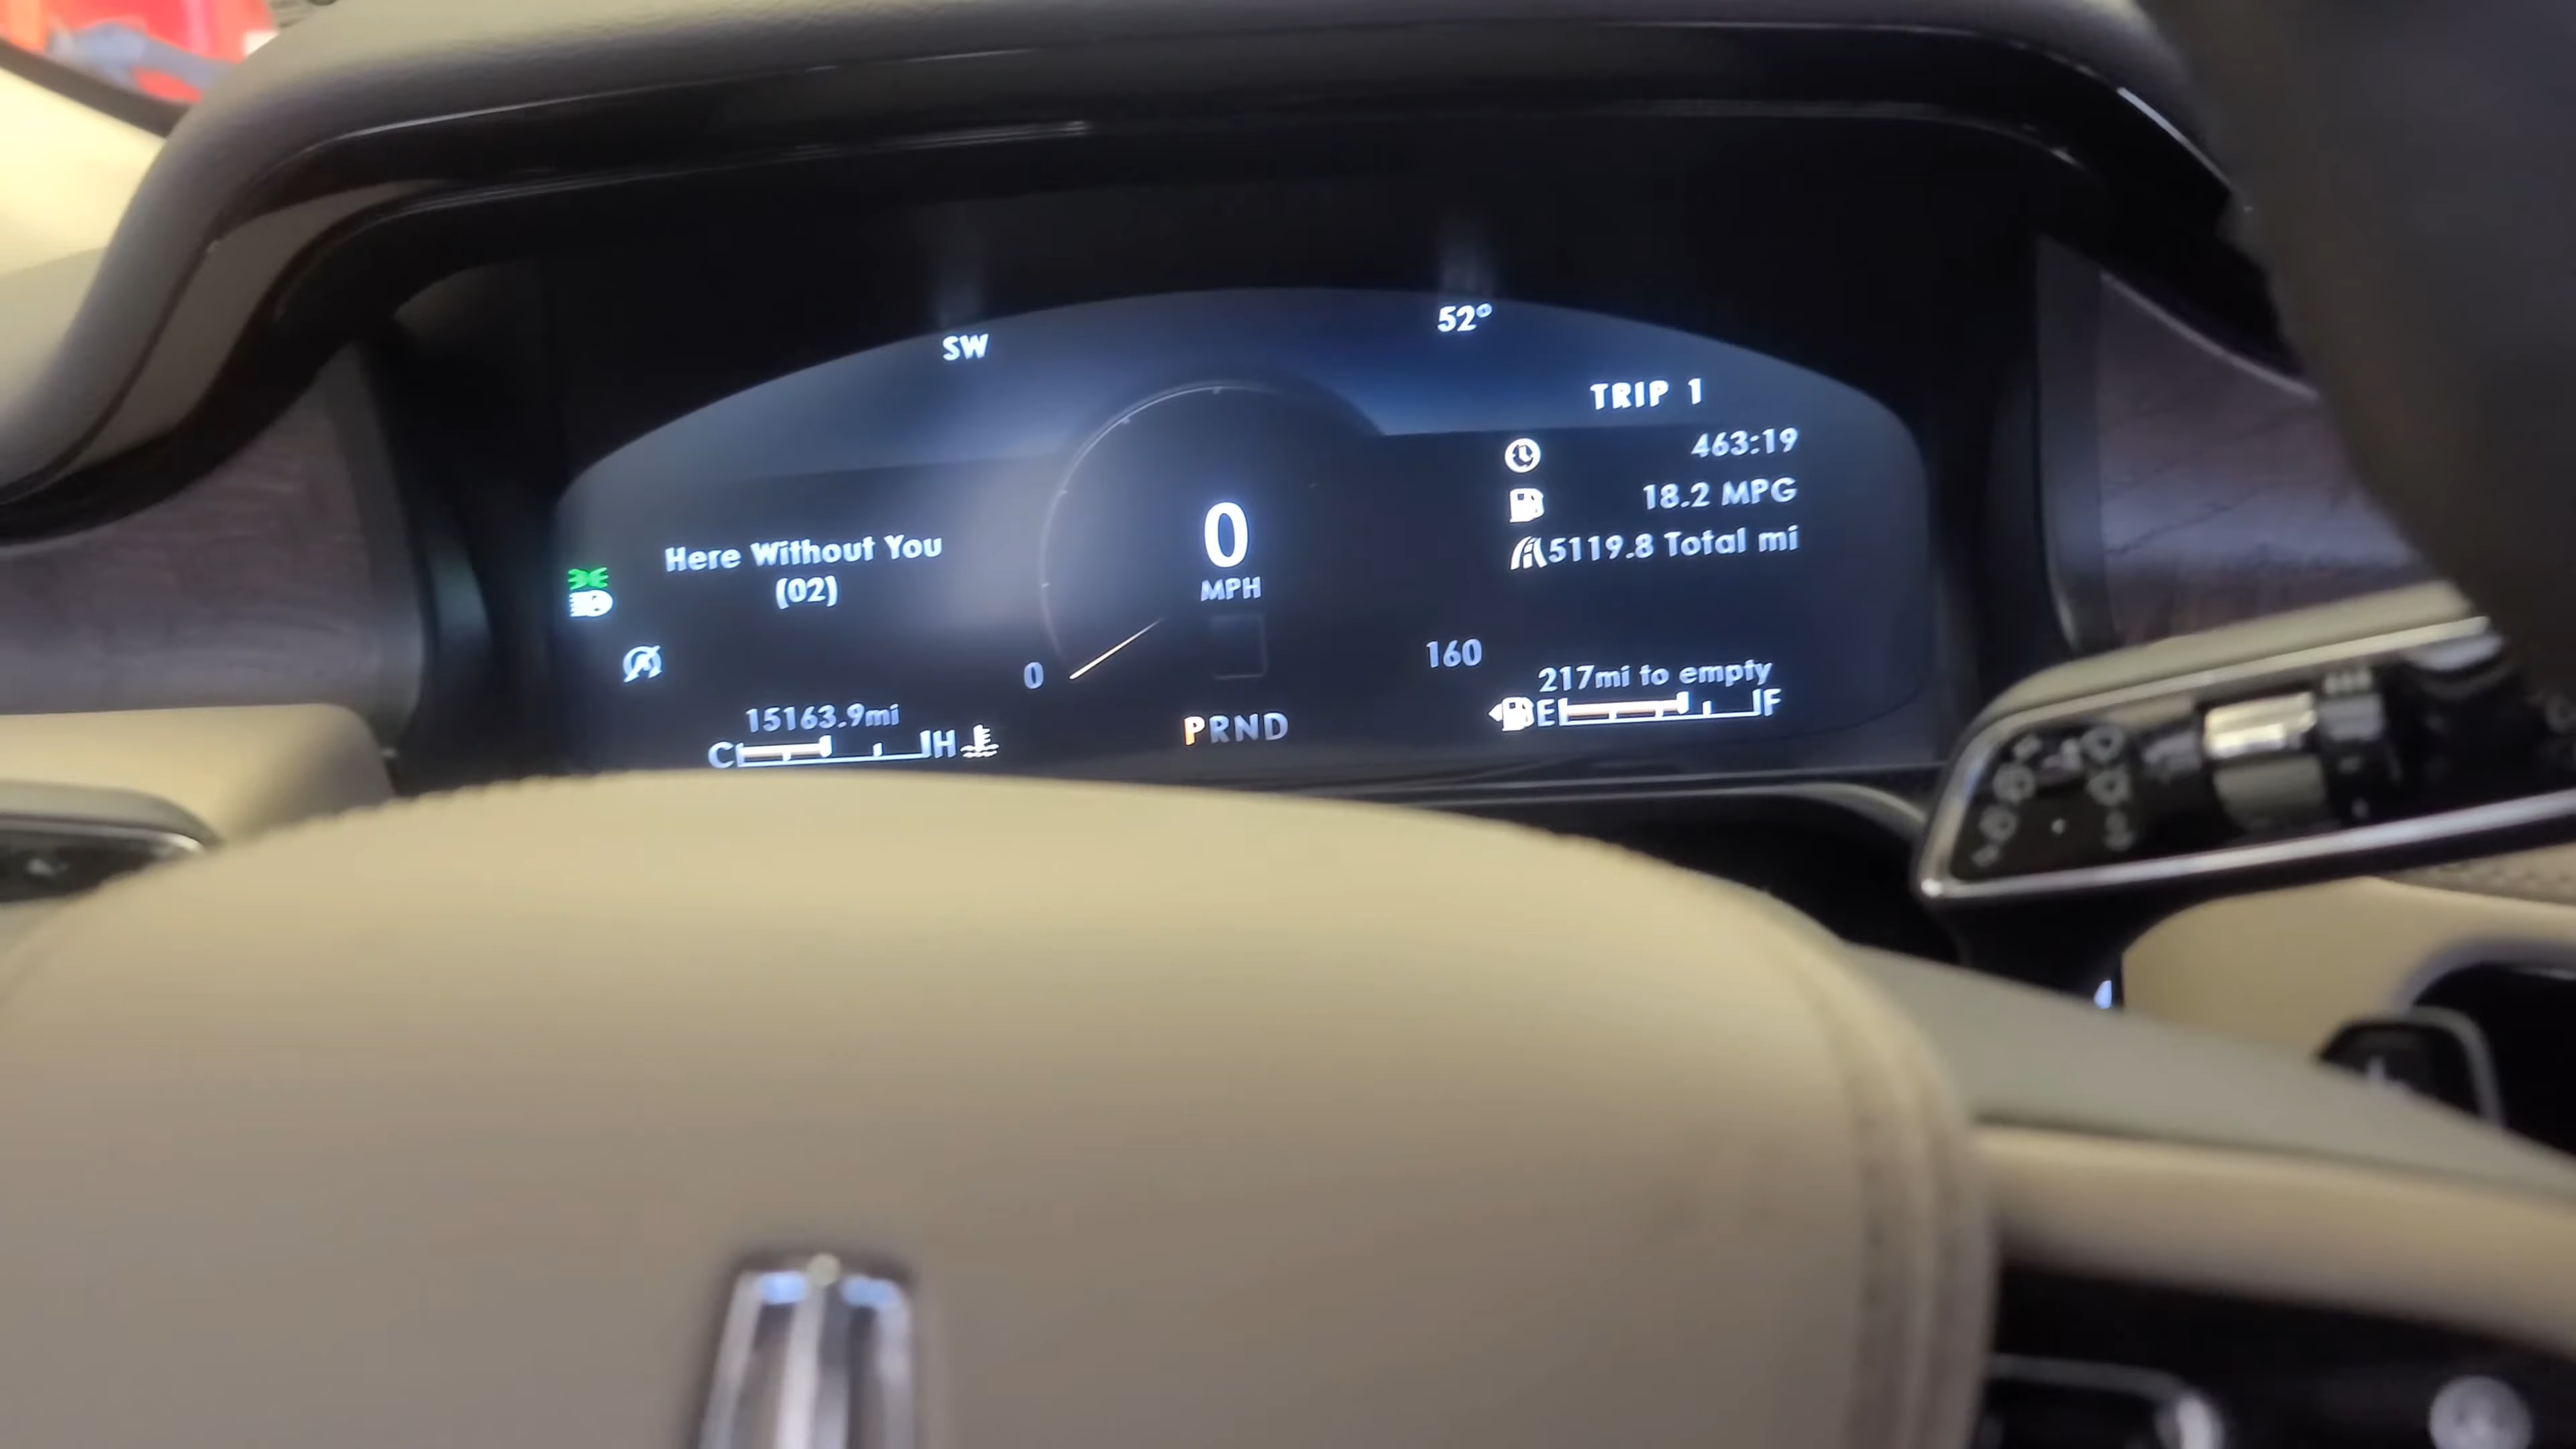 SW
52°
TRIP 1
463:19
18.2 MPG
5119.8 Total mi
Here Without You
(02)
0
MPH
0
160
217mi to empty
E F
15163.9mi
C H
PRND